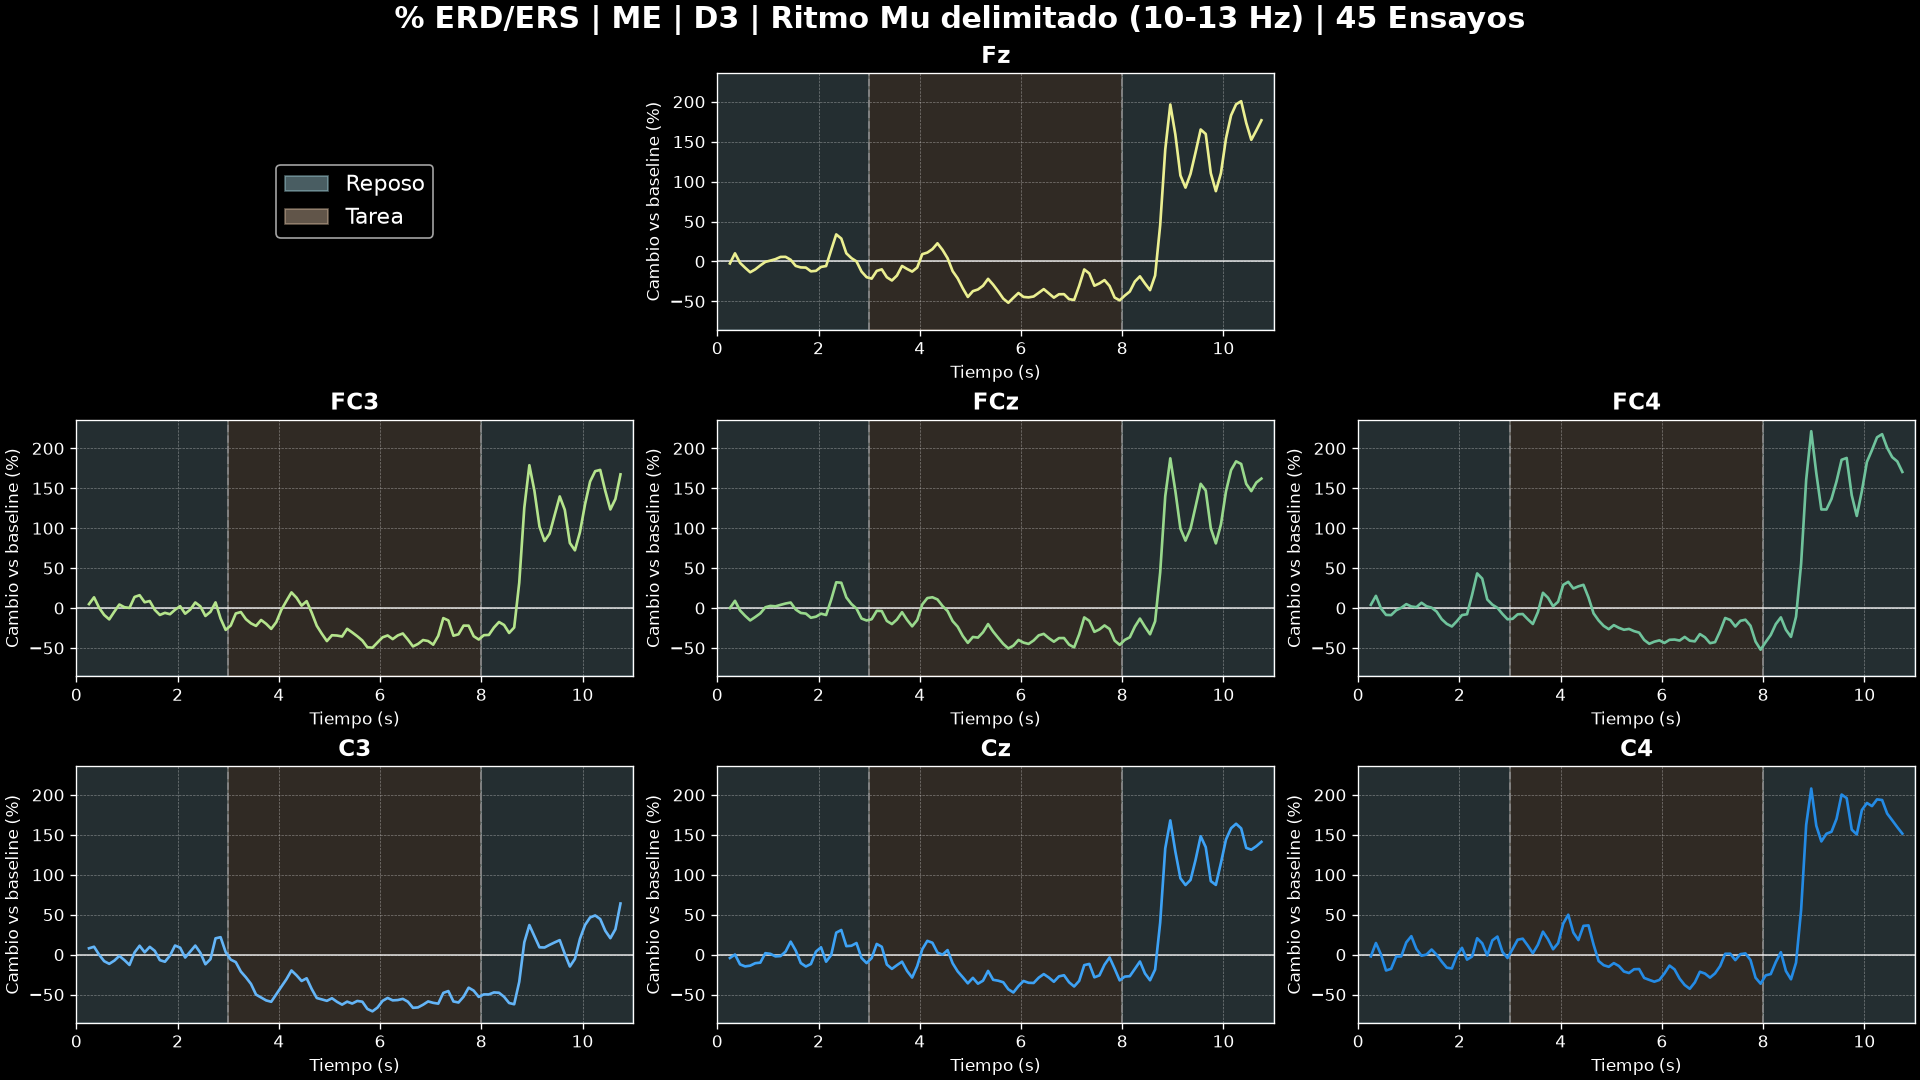 % ERD/ERS | ME | D3 | Ritmo Mu delimitado (10-13 Hz) | 45 Ensayos
Fz
Cambio vs baseline (%)
200
150
100
50
0
−50
0 2 4 6 8 10
Tiempo (s)
Reposo
Tarea
FC3
Cambio vs baseline (%)
200
150
100
50
0
−50
0 2 4 6 8 10
Tiempo (s)
FCz
Cambio vs baseline (%)
200
150
100
50
0
−50
0 2 4 6 8 10
Tiempo (s)
FC4
Cambio vs baseline (%)
200
150
100
50
0
−50
0 2 4 6 8 10
Tiempo (s)
C3
Cambio vs baseline (%)
200
150
100
50
0
−50
0 2 4 6 8 10
Tiempo (s)
Cz
Cambio vs baseline (%)
200
150
100
50
0
−50
0 2 4 6 8 10
Tiempo (s)
C4
Cambio vs baseline (%)
200
150
100
50
0
−50
0 2 4 6 8 10
Tiempo (s)